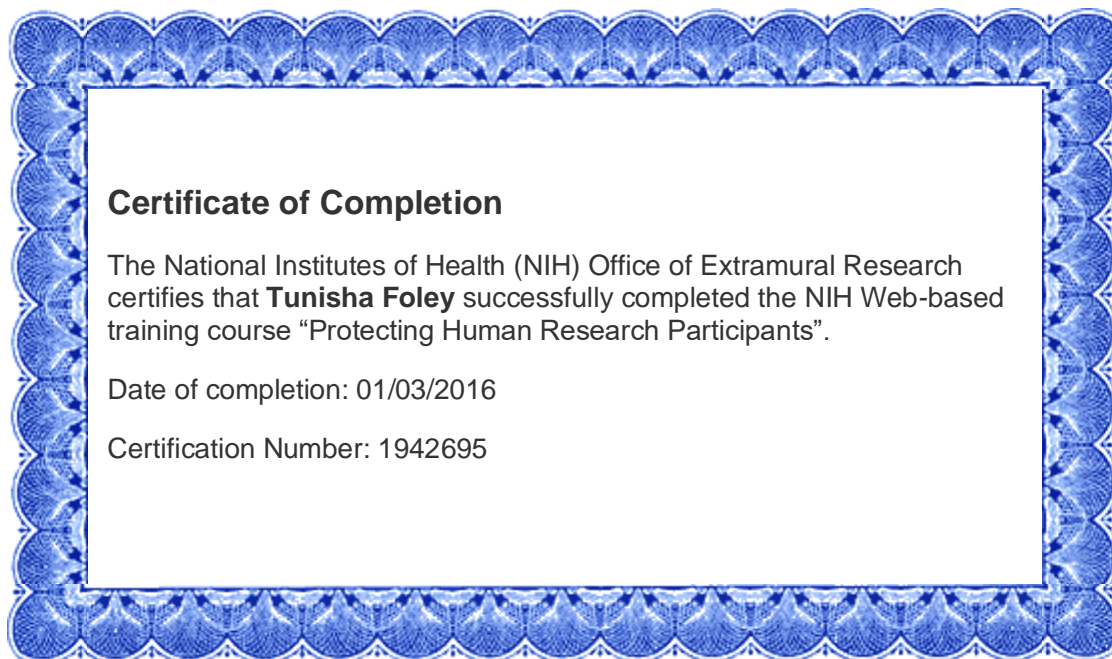 Certificate of Completion
The National Institutes of Health (NIH) Office of Extramural Research
certifies that Tunisha Foley successfully completed the NIH Web-based
training course “Protecting Human Research Participants”.
Date of completion: 01/03/2016
Certification Number: 1942695